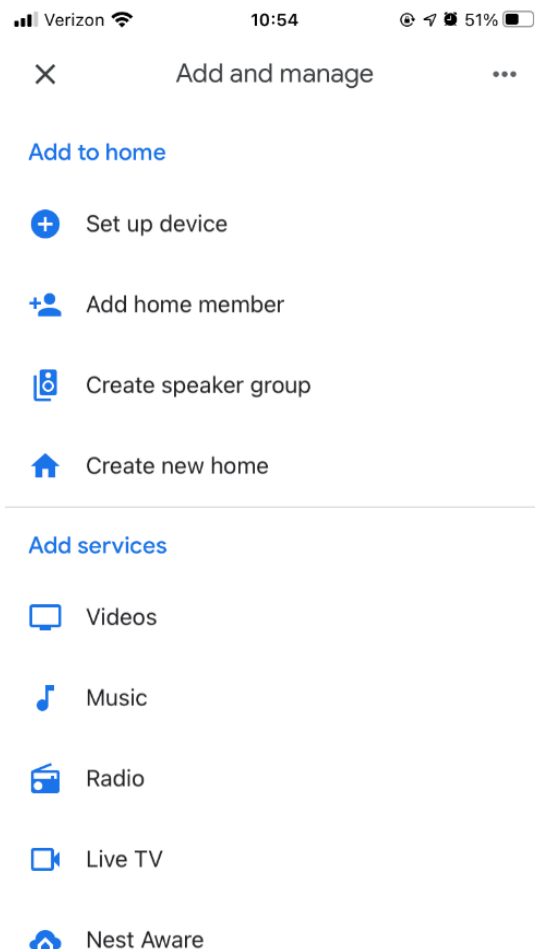 Verizon 10:54 51%
Add and manage
Add to home
Set up device
Add home member
Create speaker group
Create new home
Add services
Videos
Music
Radio
Live TV
Nest Aware